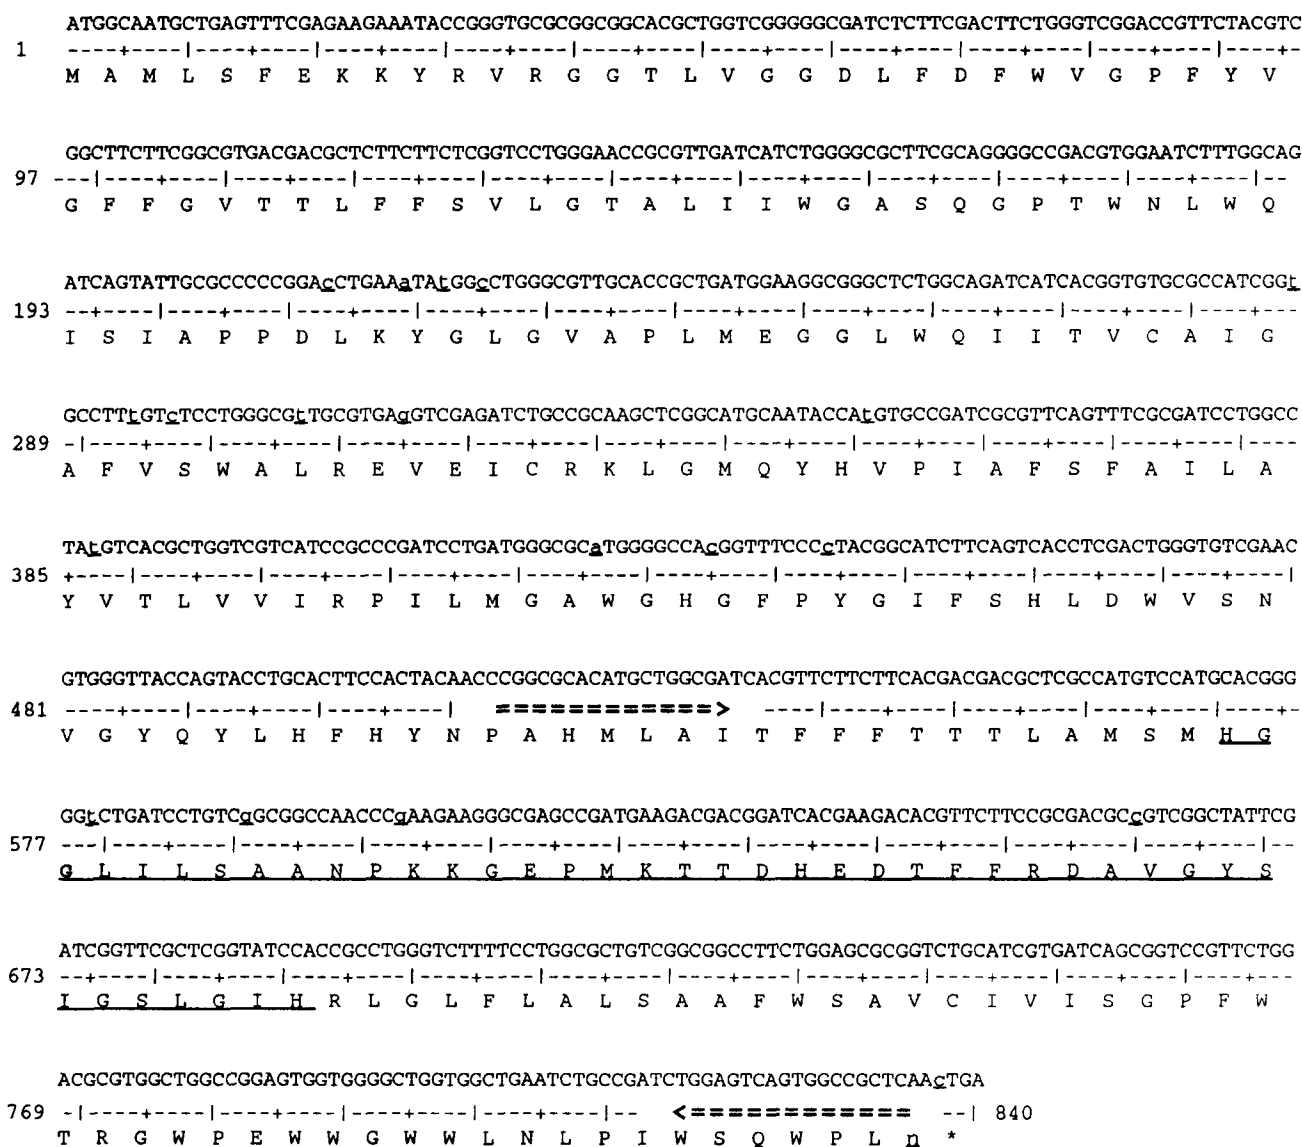 ATGGCAATGCTGAGTTTCGAGAAGAAATACCGGGTGCGCGGCGGCACGCTGGTCGGGGGCGATCTCTTCGACTTCTGGGTCGGACCGTTCTACGTC
1 ----+----|----+----|----+----|----+----|----+----|----+----|----+----|----+----|----+----|----+-
M A M L S F E K K Y R V R G G T L V G G D L F D F W V G P F Y V
GGCTTCTTCGGCGTGACGACGCTCTTCTTCTCGGTCCTGGGAACCGCGTTGATCATCTGGGGCGCTTCGCAGGGGCCGACGTGGAATCTTTGGCAG
97 ---|----+----|----+----|----+----|----+----|----+----|----+----|----+----|----+----|----+----|--
G F F G V T T L F F S V L G T A L I I W G A S Q G P T W N L W Q
ATCAGTATTGCGCCCCCGGAcCTGAAaTAtGGcCTGGGCGTTGCACCGCTGATGGAAGGCGGGCTCTGGCAGATCATCACGGTGTGCGCCATCGGt
193 --+----|----+----|----+----|----+----|----+----|----+----|----+----|----+----|----+----|----+---
I S I A P P D L K Y G L G V A P L M E G G L W Q I I T V C A I G
GCCTTtGTcTCCTGGGCGtTGCGTGAgGTCGAGATCTGCCGCAAGCTCGGCATGCAATACCAtGTGCCGATCGCGTTCAGTTTCGCGATCCTGGCC
289 -|----+----|----+----|----+----|----+----|----+----|----+----|----+----|----+----|----+----|----
A F V S W A L R E V E I C R K L G M Q Y H V P I A F S F A I L A
TAtGTCACGCTGGTCGTCATCCGCCCGATCCTGATGGGCGCaTGGGGCCAcGGTTTCCCcTACGGCATCTTCAGTCACCTCGACTGGGTGTCGAAC
385 +----|----+----|----+----|----+----|----+----|----+----|----+----|----+----|----+----|----+----|
Y V T L V V I R P I L M G A W G H G F P Y G I F S H L D W V S N
GTGGGTTACCAGTACCTGCACTTCCACTACAACCCGGCGCACATGCTGGCGATCACGTTCTTCTTCACGACGACGCTCGCCATGTCCATGCACGGG
481 ----+----|----+----|----+----| ============> ----|----+----|----+----|----+----|----+-
V G Y Q Y L H F H Y N P A H M L A I T F F F T T T L A M S M H G
GGtCTGATCCTGTCgGCGGCCAACCCgAAGAAGGGCGAGCCGATGAAGACGACGGATCACGAAGACACGTTCTTCCGCGACGCcGTCGGCTATTCG
577 ---|----+----|----+----|----+----|----+----|----+----|----+----|----+----|----+----|----+----|--
G L I L S A A N P K K G E P M K T T D H E D T F F R D A V G Y S
ATCGGTTCGCTCGGTATCCACCGCCTGGGTCTTTTCCTGGCGCTGTCGGCGGCCTTCTGGAGCGCGGTCTGCATCGTGATCAGCGGTCCGTTCTGG
673 --+----|----+----|----+----|----+----|----+----|----+----|----+----|----+----|----+----|----+---
I G S L G I H R L G L F L A L S A A F W S A V C I V I S G P F W
ACGCGTGGCTGGCCGGAGTGGTGGGGCTGGTGGCTGAATCTGCCGATCTGGAGTCAGTGGCCGCTCAAcTGA
769 -|----+----|----+----|----+----|----+----|-- <============ --| 840
T R G W P E W W G W W L N L P I W S Q W P L n *